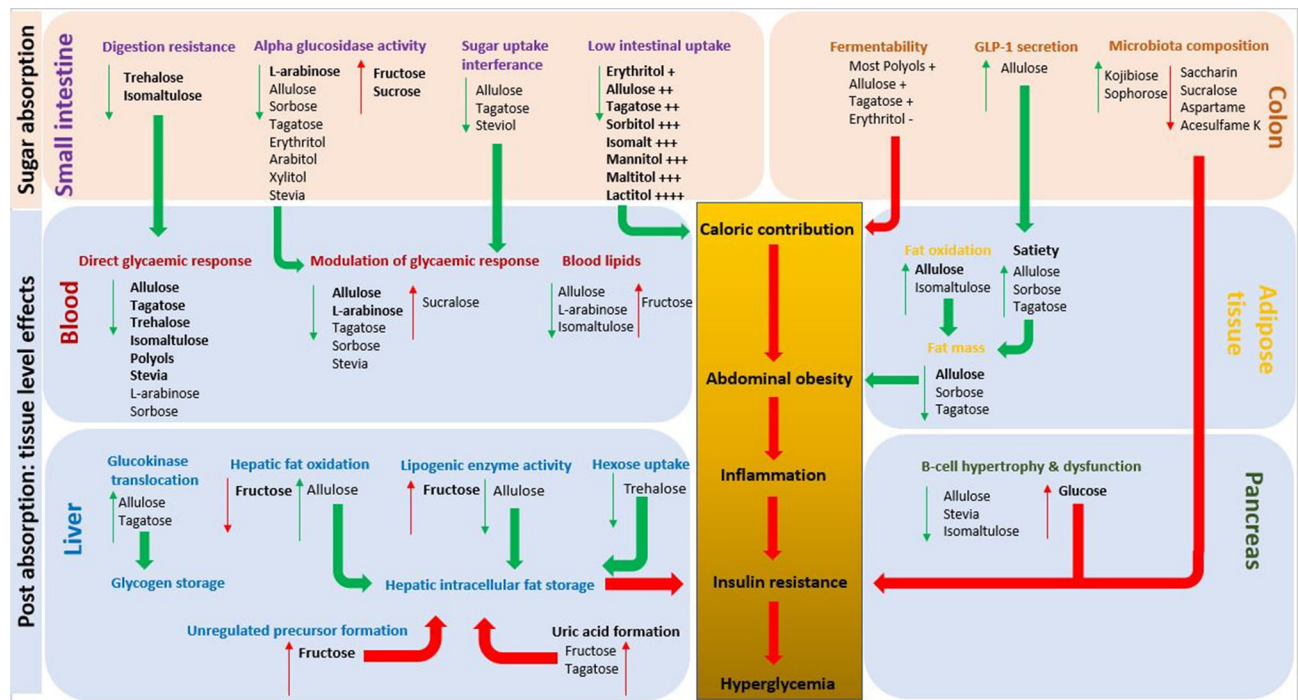 Sugar absorption
Small intestine
Digestion resistance
Trehalose
Isomaltulose
Alpha glucosidase activity
L-arabinose
Allulose
Sorbose
Tagatose
Erythritol
Arabitol
Xylitol
Stevia
Fructose
Sucrose
Sugar uptake
interferance
Allulose
Tagatose
Steviol
Low intestinal uptake
Erythritol +
Allulose ++
Tagatose ++
Sorbitol +++
Isomalt +++
Mannitol +++
Maltitol +++
Lactitol ++++
Colon
Fermentability
Most Polyols +
Allulose +
Tagatose +
Erythritol -
GLP-1 secretion
Allulose
Microbiota composition
Kojibiose
Sophorose
Saccharin
Sucralose
Aspartame
Acesulfame K
Post absorption: tissue level effects
Blood
Direct glycaemic response
Allulose
Tagatose
Trehalose
Isomaltulose
Polyols
Stevia
L-arabinose
Sorbose
Modulation of glycaemic response
Allulose
L-arabinose
Tagatose
Sorbose
Stevia
Sucralose
Blood lipids
Allulose
L-arabinose
Isomaltulose
Fructose
Caloric contribution
Abdominal obesity
Inflammation
Insulin resistance
Hyperglycemia
Adipose
tissue
Fat oxidation
Allulose
Isomaltulose
Satiety
Allulose
Sorbose
Tagatose
Fat mass
Allulose
Sorbose
Tagatose
Liver
Glucokinase
translocation
Allulose
Tagatose
Glycogen storage
Hepatic fat oxidation
Fructose
Allulose
Lipogenic enzyme activity
Fructose
Allulose
Hexose uptake
Trehalose
Hepatic intracellular fat storage
Unregulated precursor formation
Fructose
Uric acid formation
Fructose
Tagatose
Pancreas
B-cell hypertrophy & dysfunction
Allulose
Stevia
Isomaltulose
Glucose